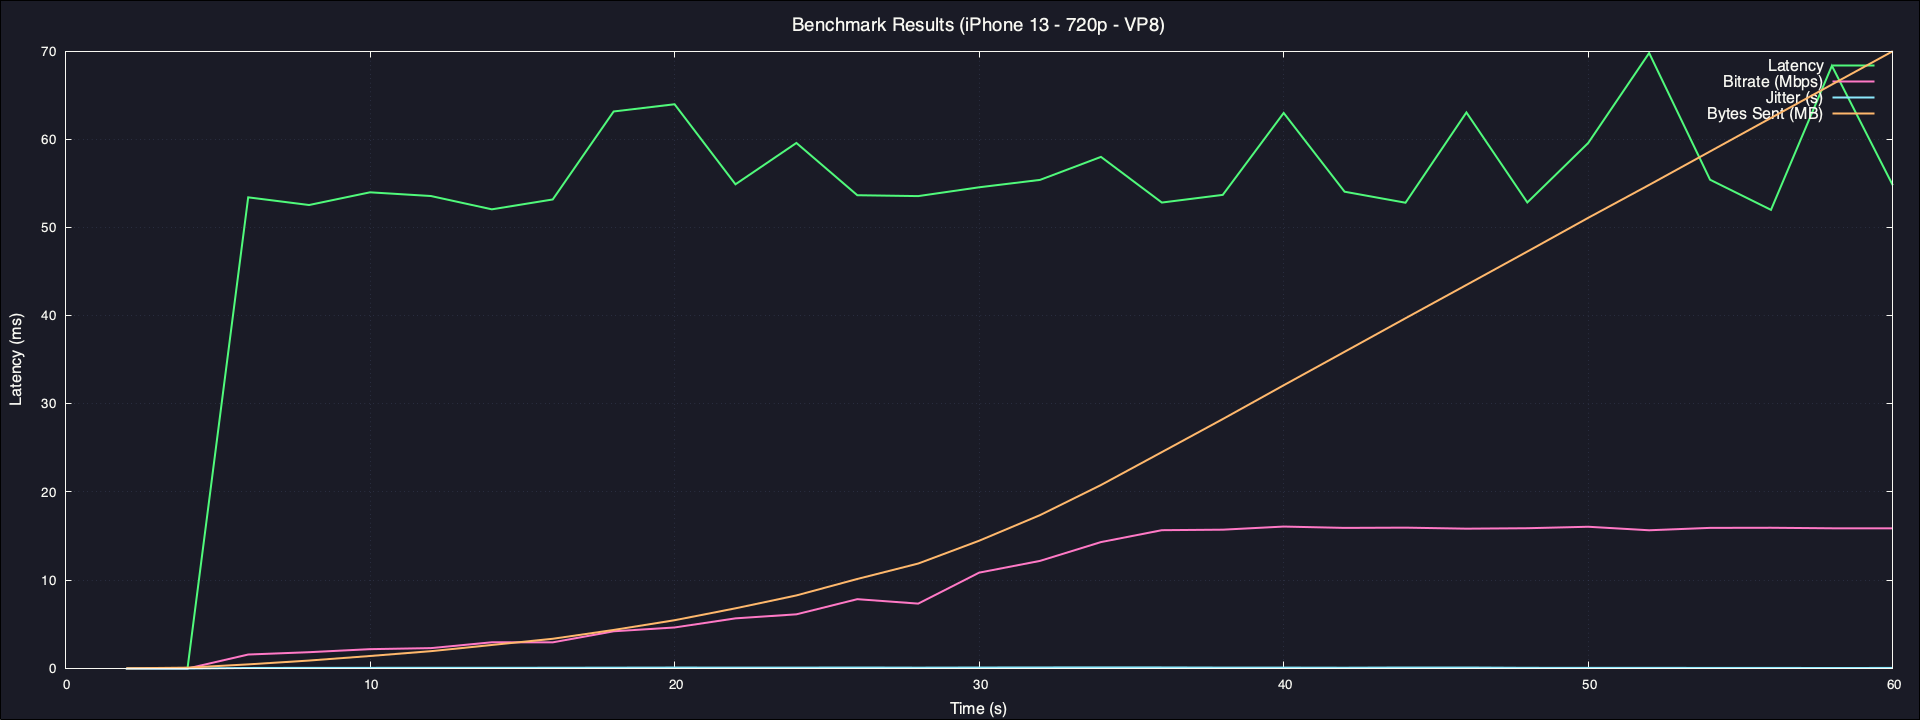 Benchmark Results (iPhone 13 - 720p - VP8)
70
60
50
40
30
20
10
0
Latency (ms)
Latency
Bitrate (Mbps)
Jitter (s)
Bytes Sent (MB)
0 10 20 30 40 50 60
Time (s)